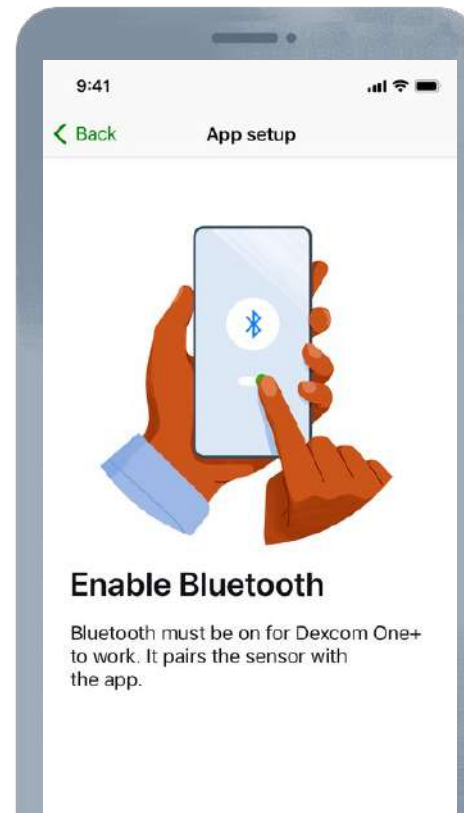 9:41
Back
App setup
Enable Bluetooth
Bluetooth must be on for Dexcom One+
to work. It pairs the sensor with
the app.